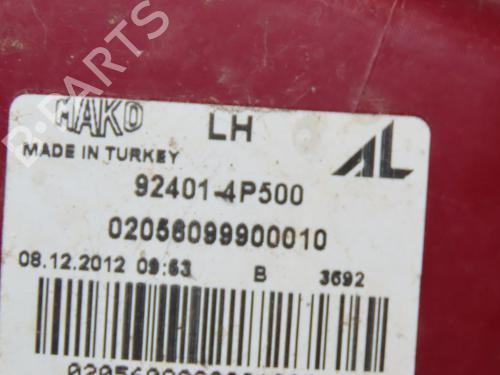 B-PARTS
MAKO LH AL
MADE IN TURKEY
92401-4P500
02056099900010
08.12.2012 09:53 B 3692